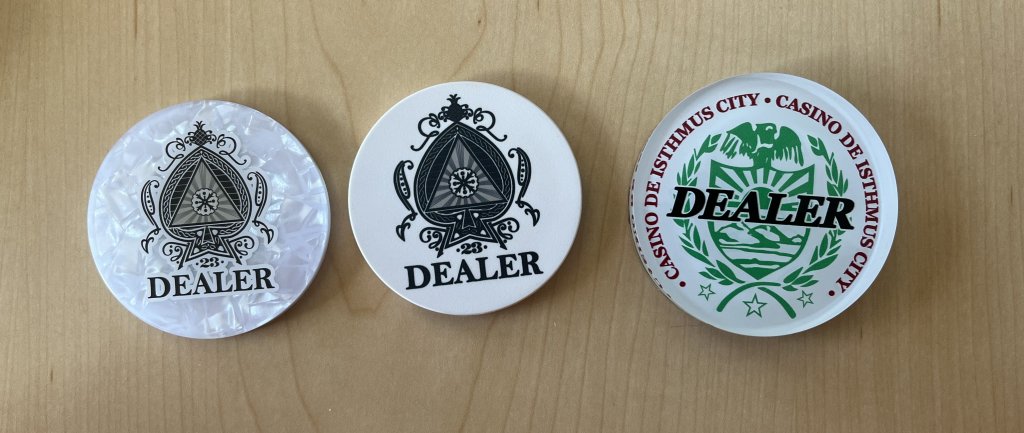 ·23·
DEALER
·23·
DEALER
CASINO DE ISTHMUS CITY • CASINO DE ISTHMUS CITY •
DEALER